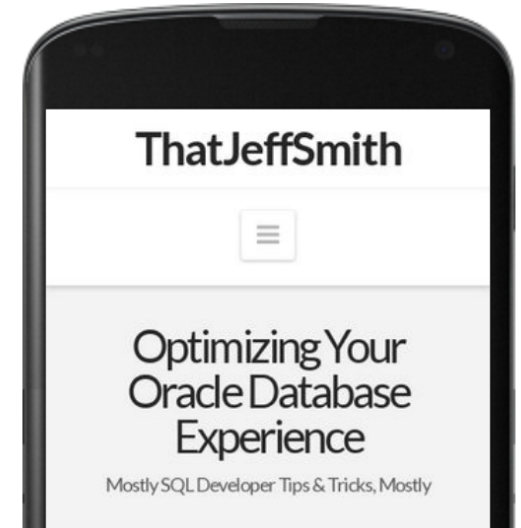 ThatJeffSmith
Optimizing Your
Oracle Database
Experience
Mostly SQL Developer Tips & Tricks, Mostly